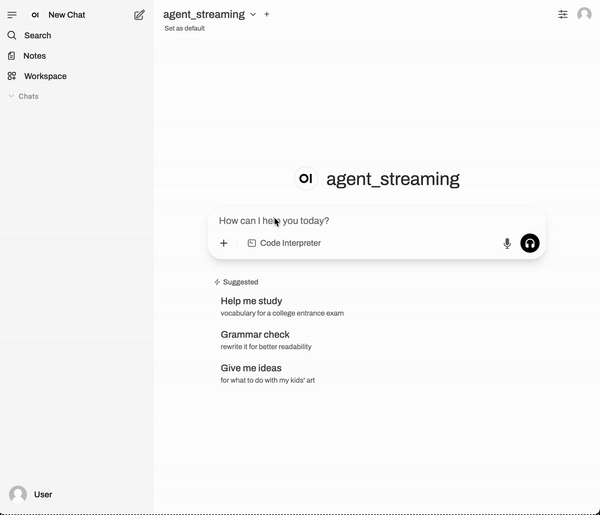 OI New Chat
Search
Notes
Workspace
Chats
agent_streaming
Set as default
OI agent_streaming
How can I help you today?
Code Interpreter
Suggested
Help me study
vocabulary for a college entrance exam
Grammar check
rewrite it for better readability
Give me ideas
for what to do with my kids' art
User